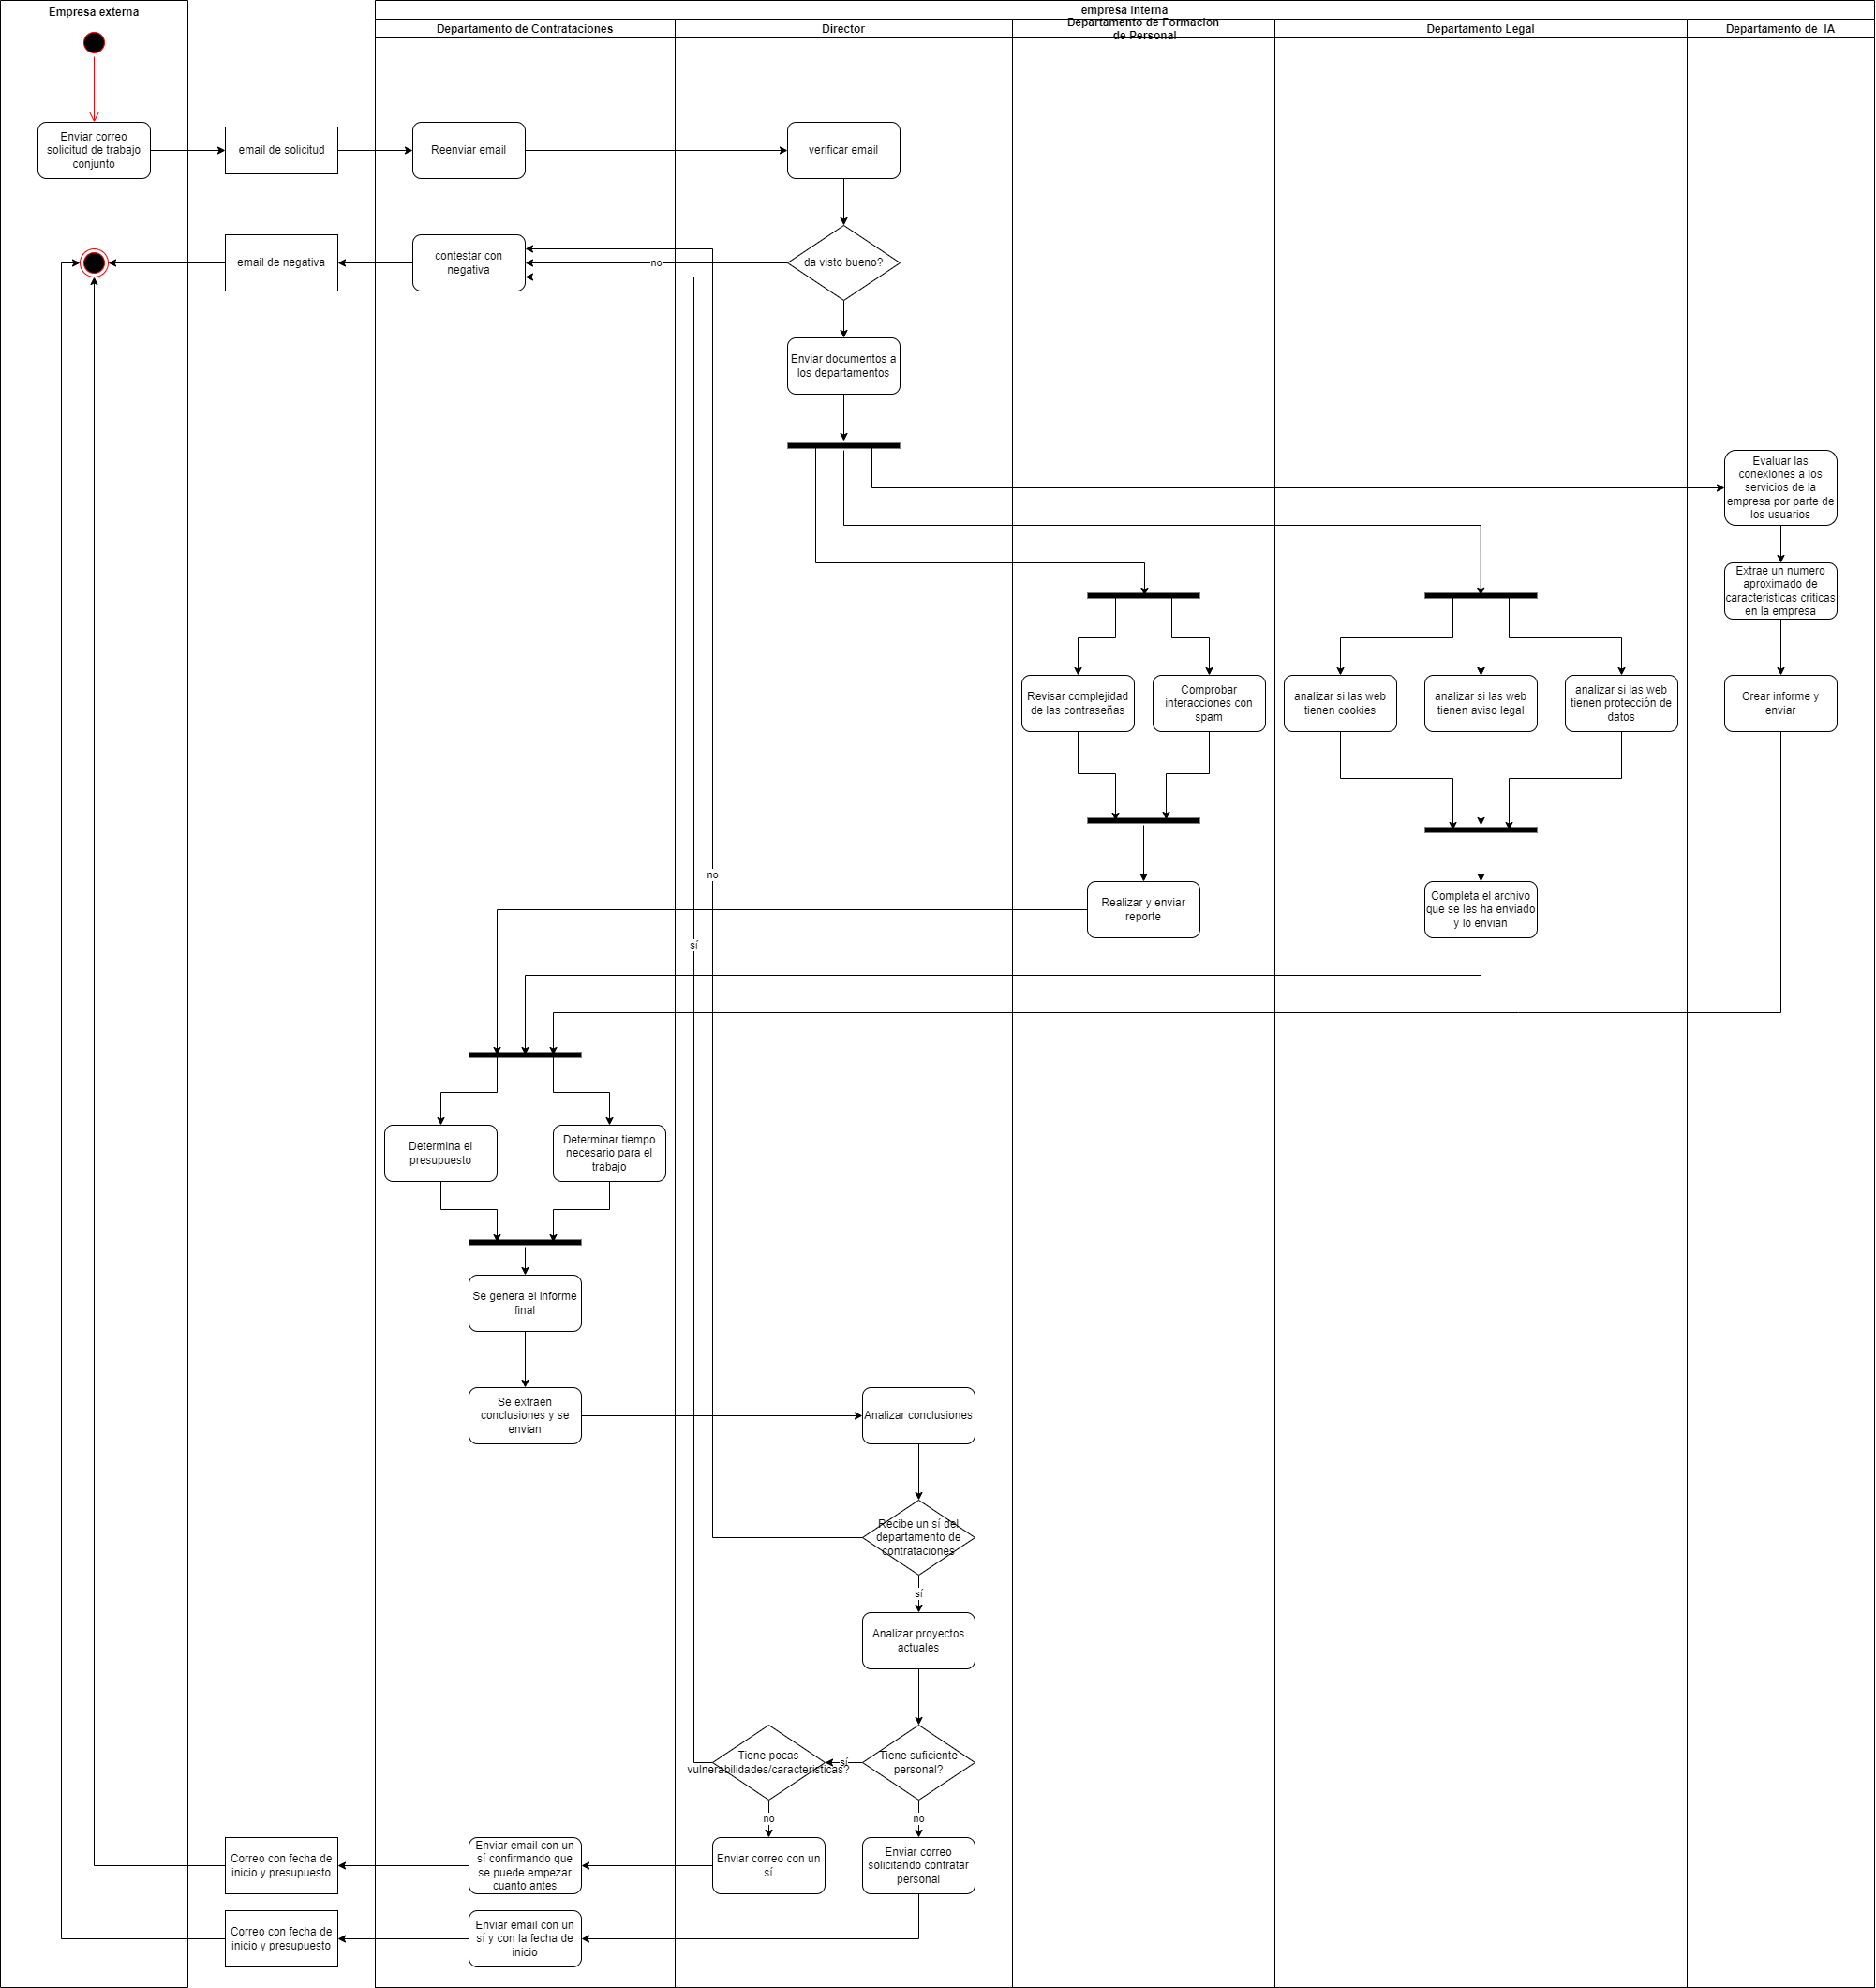 Empresa externa
empresa interna
Departamento de Contrataciones
Director
Departamento de Formacion
de Personal
Departamento Legal
Departamento de  IA
Enviar correo
solicitud de trabajo
conjunto
email de solicitud
Reenviar email
verificar email
email de negativa
contestar con
negativa
no
da visto bueno?
Enviar documentos a
los departamentos
Evaluar las
conexiones a los
servicios de la
empresa por parte de
los usuarios
Extrae un numero
aproximado de
caracteristicas criticas
en la empresa
Revisar complejidad
de las contraseñas
Comprobar
interacciones con
spam
analizar si las web
tienen cookies
analizar si las web
tienen aviso legal
analizar si las web
tienen protección de
datos
Crear informe y
enviar
no
Realizar y enviar
reporte
Completa el archivo
que se les ha enviado
y lo envian
sí
Determina el
presupuesto
Determinar tiempo
necesario para el
trabajo
Se genera el informe
final
Se extraen
conclusiones y se
envian
Analizar conclusiones
Recibe un sí del
departamento de
contrataciones
sí
Analizar proyectos
actuales
Tiene pocas
vulnerabilidades/caracteristicas?
sí
Tiene suficiente
personal?
no
no
Correo con fecha de
inicio y presupuesto
Enviar email con un
sí confirmando que
se puede empezar
cuanto antes
Enviar correo con un
sí
Enviar correo
solicitando contratar
personal
Correo con fecha de
inicio y presupuesto
Enviar email con un
sí y con la fecha de
inicio